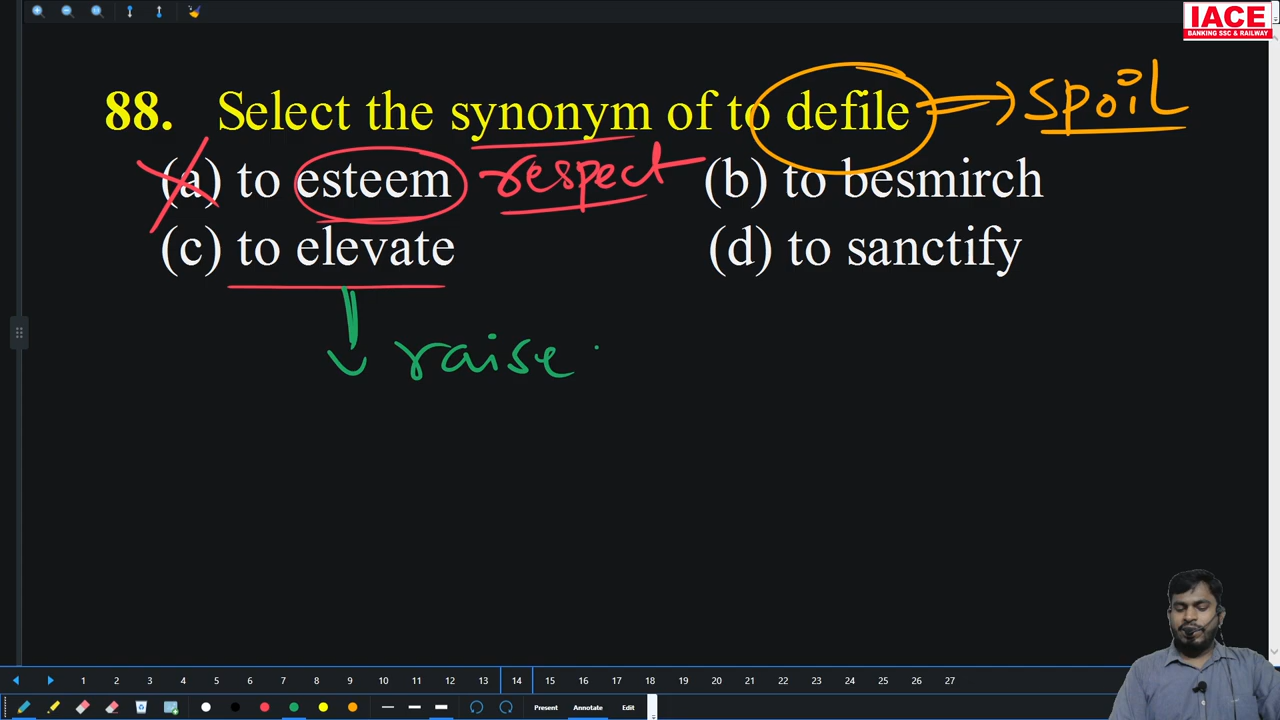 IACE
BANKING SSC & RAILWAY
88. Select the synonym of to defile → spoil
(a) to esteem respect (b) to besmirch
(c) to elevate (d) to sanctify
raise
1 2 3 4 5 6 7 8 9 10 11 12 13 14 15 16 17 18 19 20 21 22 23 24 25 26 27
Present Annotate Edit